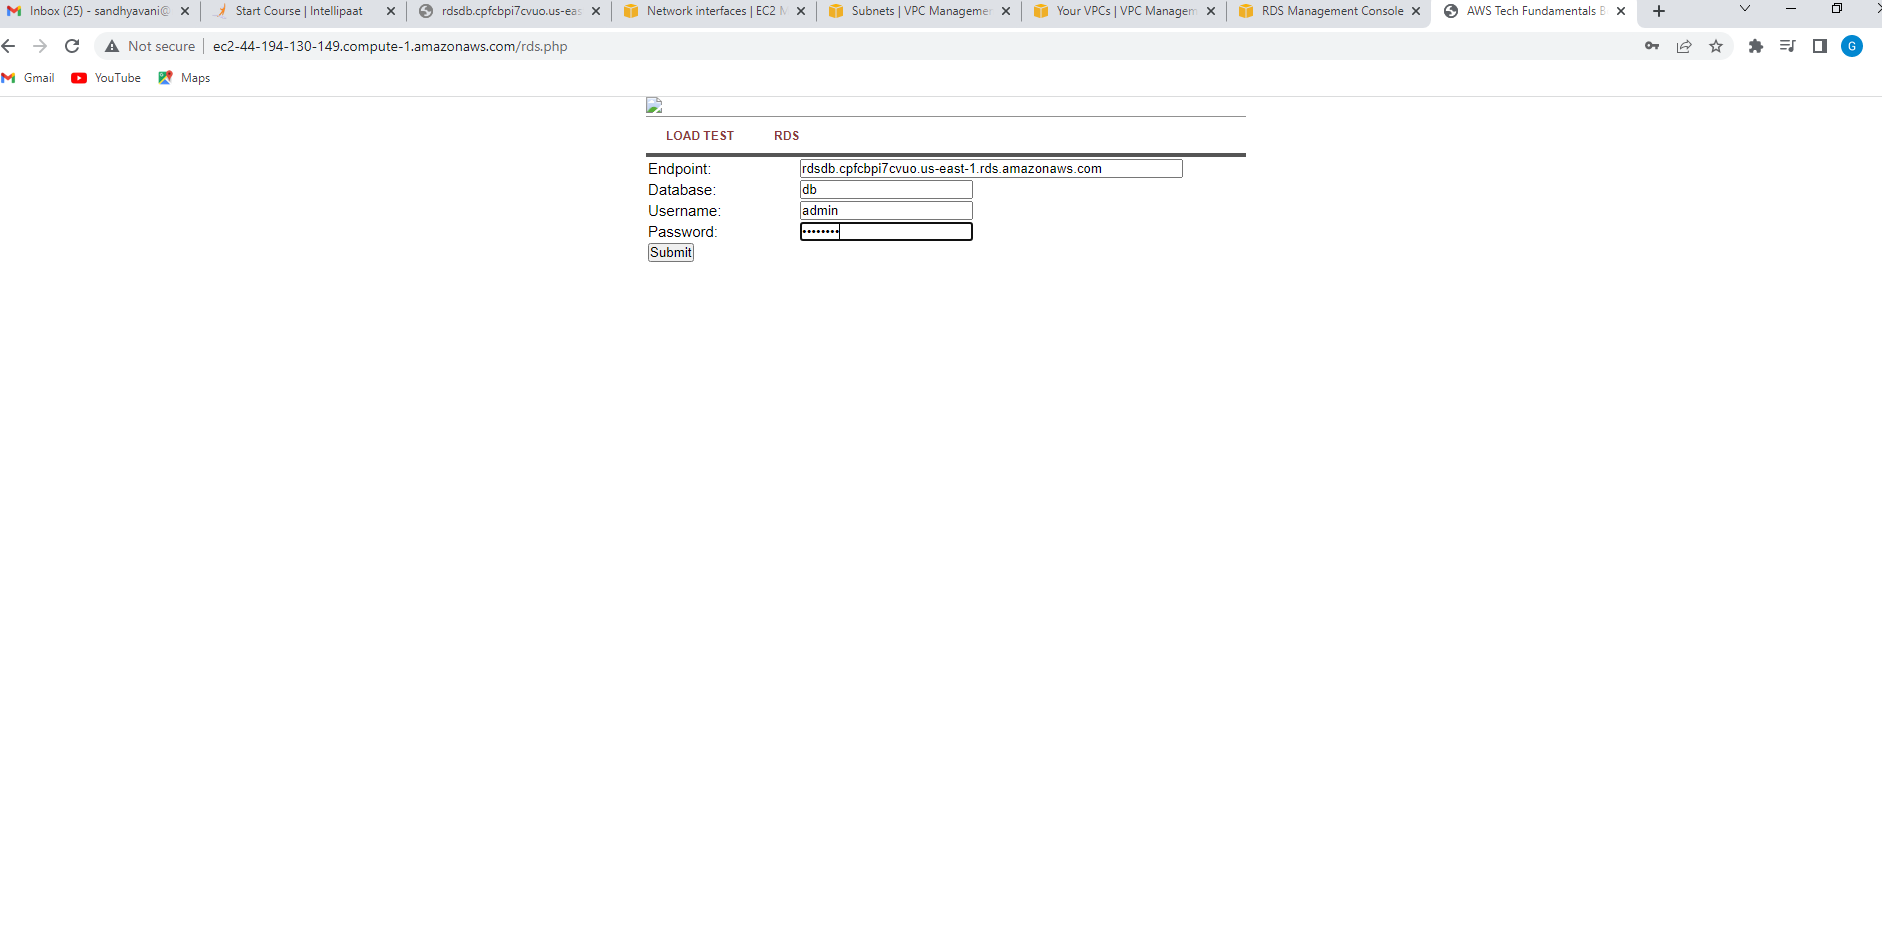 Inbox (25) - sandhyavani@
Start Course | Intellipaat
rdsdb.cpfcbpi7cvuo.us-eas
Network interfaces | EC2 M
Subnets | VPC Managemen
Your VPCs | VPC Managem
RDS Management Console
AWS Tech Fundamentals B
Not secure
ec2-44-194-130-149.compute-1.amazonaws.com/rds.php
G
Gmail
YouTube
Maps
LOAD TEST
RDS
Endpoint: rdsdb.cpfcbpi7cvuo.us-east-1.rds.amazonaws.com
Database: db
Username: admin
Password: ••••••••
Submit